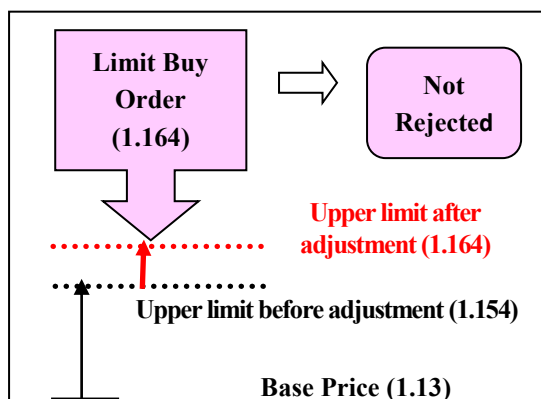 Limit Buy
Order
(1.164)
Not
Rejected
Upper limit after
adjustment (1.164)
Upper limit before adjustment (1.154)
Base Price (1.13)